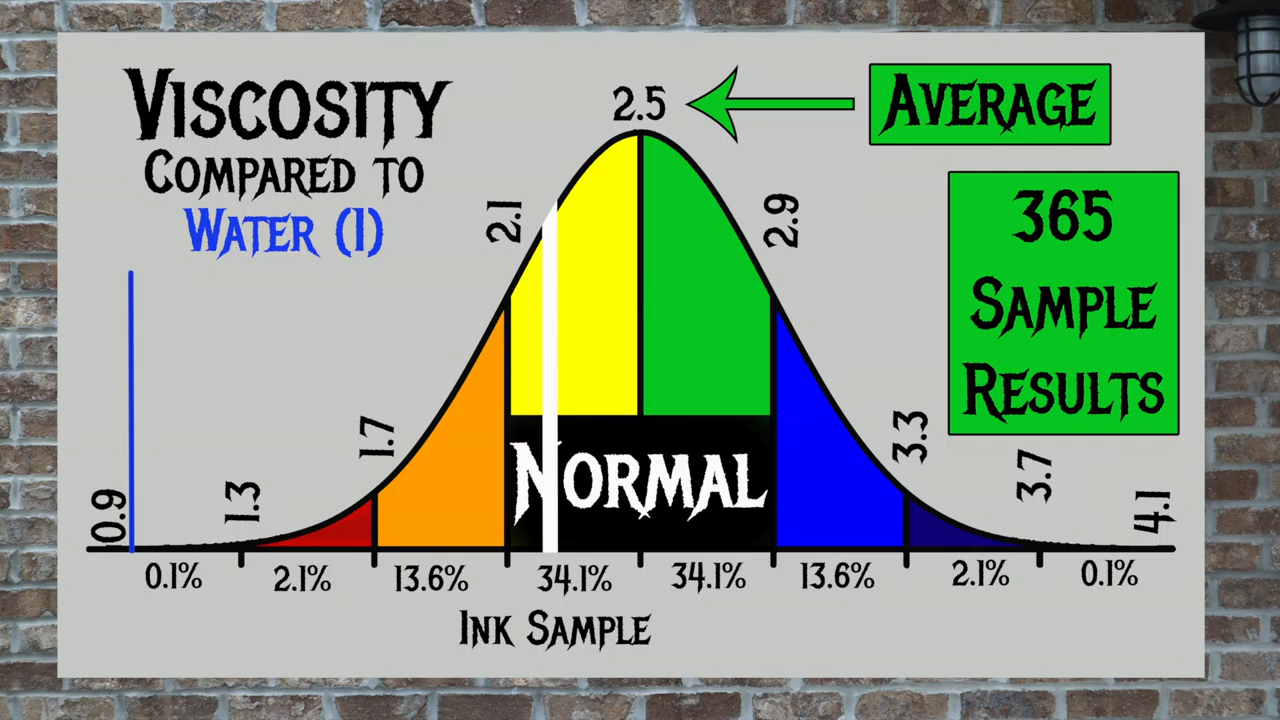 VISCOSITY
COMPARED TO
WATER (1)
2.5
AVERAGE
365
SAMPLE
RESULTS
0.9
1.3
1.7
2.1
2.9
3.3
3.7
4.1
NORMAL
0.1% 2.1% 13.6% 34.1% 34.1% 13.6% 2.1% 0.1%
INK SAMPLE